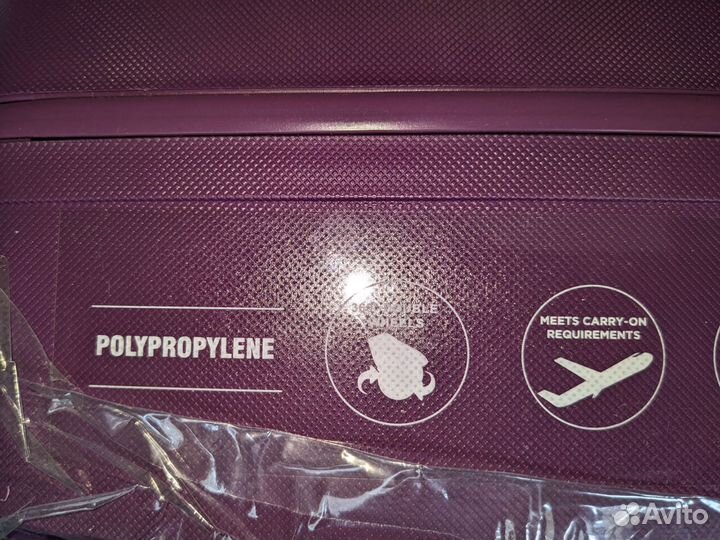 POLYPROPYLENE
MEETS CARRY-ON
REQUIREMENTS
Avito